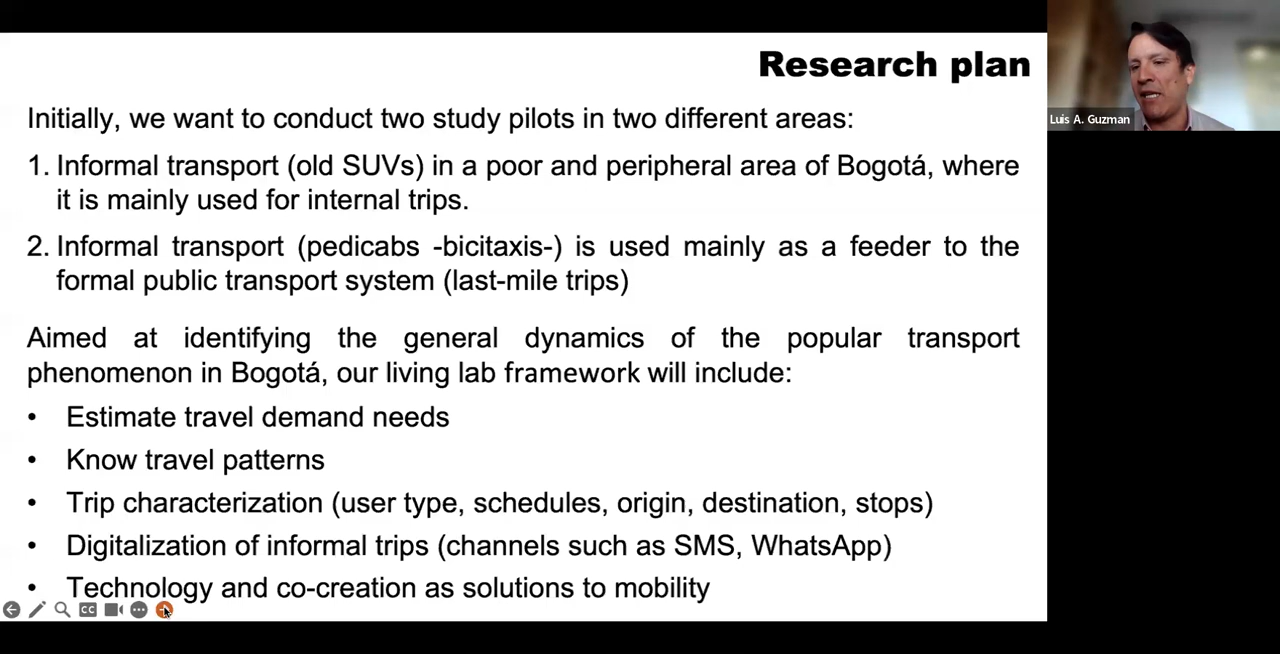 Research plan
Initially, we want to conduct two study pilots in two different areas:
1. Informal transport (old SUVs) in a poor and peripheral area of Bogotá, where
it is mainly used for internal trips.
2. Informal transport (pedicabs -bicitaxis-) is used mainly as a feeder to the
formal public transport system (last-mile trips)
Aimed at identifying the general dynamics of the popular transport
phenomenon in Bogotá, our living lab framework will include:
• Estimate travel demand needs
• Know travel patterns
• Trip characterization (user type, schedules, origin, destination, stops)
• Digitalization of informal trips (channels such as SMS, WhatsApp)
• Technology and co-creation as solutions to mobility
CC
Luis A. Guzman